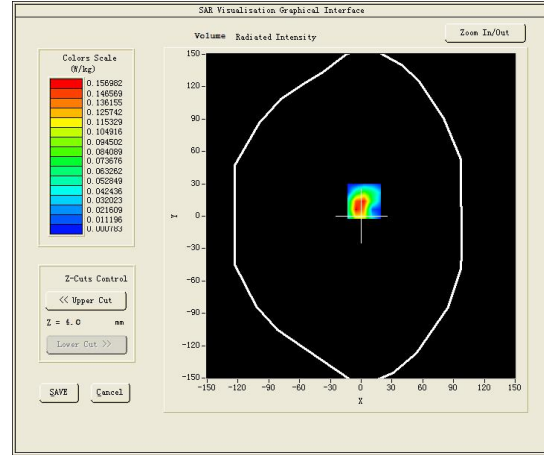 SAR Visualisation Graphical Interface
Volume Radiated Intensity
Zoom In/Out
Colors Scale
(W/kg)
0.156982
0.146569
0.136155
0.125742
0.115329
0.104916
0.094502
0.084089
0.073676
0.063262
0.052849
0.042436
0.032023
0.021609
0.011196
0.000783
Z-Cuts Control
<< Upper Cut
Z = 4.0 mm
Lower Cut >>
SAVE
Cancel
150
120
90
60
30
0
-30
-60
-90
-120
-150
Y
-150 -120 -90 -60 -30 0 30 60 90 120 150
X